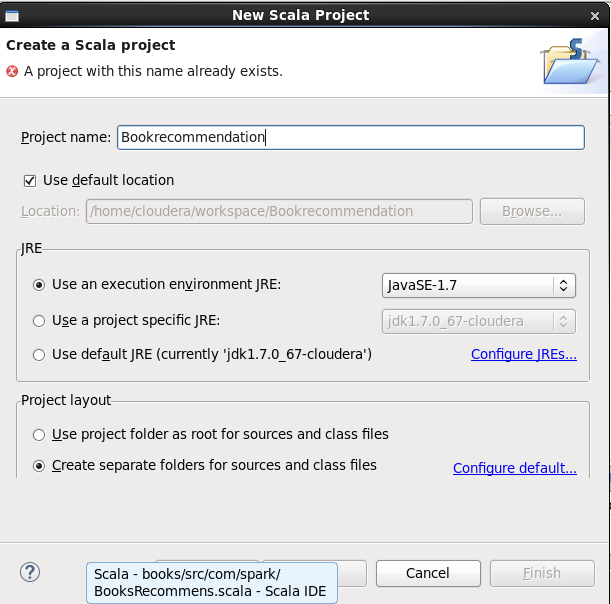 New Scala Project
Create a Scala project
A project with this name already exists.
Project name: Bookrecommendation
Use default location
Location: /home/cloudera/workspace/Bookrecommendation Browse...
JRE
Use an execution environment JRE: JavaSE-1.7
Use a project specific JRE: jdk1.7.0_67-cloudera
Use default JRE (currently 'jdk1.7.0_67-cloudera') Configure JREs...
Project layout
Use project folder as root for sources and class files
Create separate folders for sources and class files Configure default...
Cancel Finish
Scala - books/src/com/spark/
BooksRecommens.scala - Scala IDE